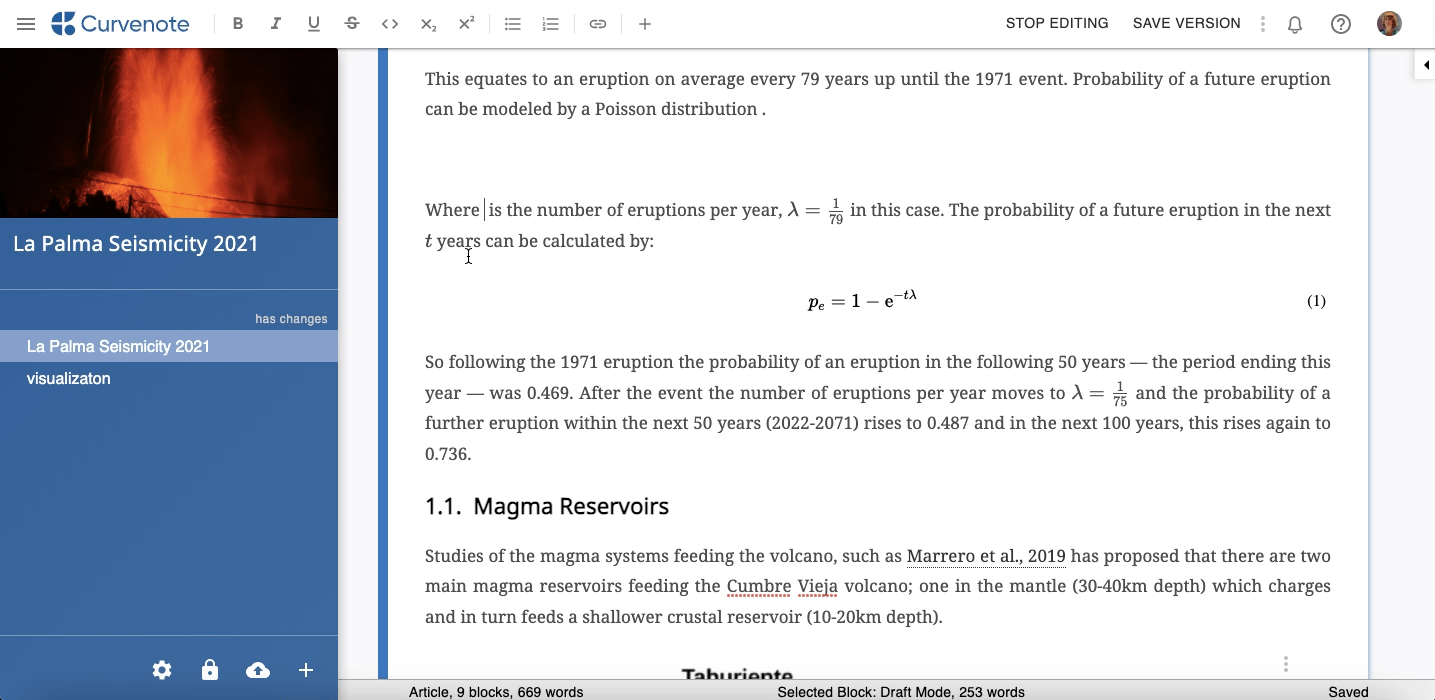 Curvenote
B I U S <> X₂ X²
STOP EDITING SAVE VERSION
La Palma Seismicity 2021
has changes
La Palma Seismicity 2021
visualizaton
This equates to an eruption on average every 79 years up until the 1971 event. Probability of a future eruption
can be modeled by a Poisson distribution .
Where is the number of eruptions per year, λ = 1/79 in this case. The probability of a future eruption in the next
t years can be calculated by:
pₑ = 1 − e^(−tλ) (1)
So following the 1971 eruption the probability of an eruption in the following 50 years — the period ending this
year — was 0.469. After the event the number of eruptions per year moves to λ = 1/75 and the probability of a
further eruption within the next 50 years (2022-2071) rises to 0.487 and in the next 100 years, this rises again to
0.736.
1.1. Magma Reservoirs
Studies of the magma systems feeding the volcano, such as Marrero et al., 2019 has proposed that there are two
main magma reservoirs feeding the Cumbre Vieja volcano; one in the mantle (30-40km depth) which charges
and in turn feeds a shallower crustal reservoir (10-20km depth).
Taburiente
Article, 9 blocks, 669 words Selected Block: Draft Mode, 253 words Saved